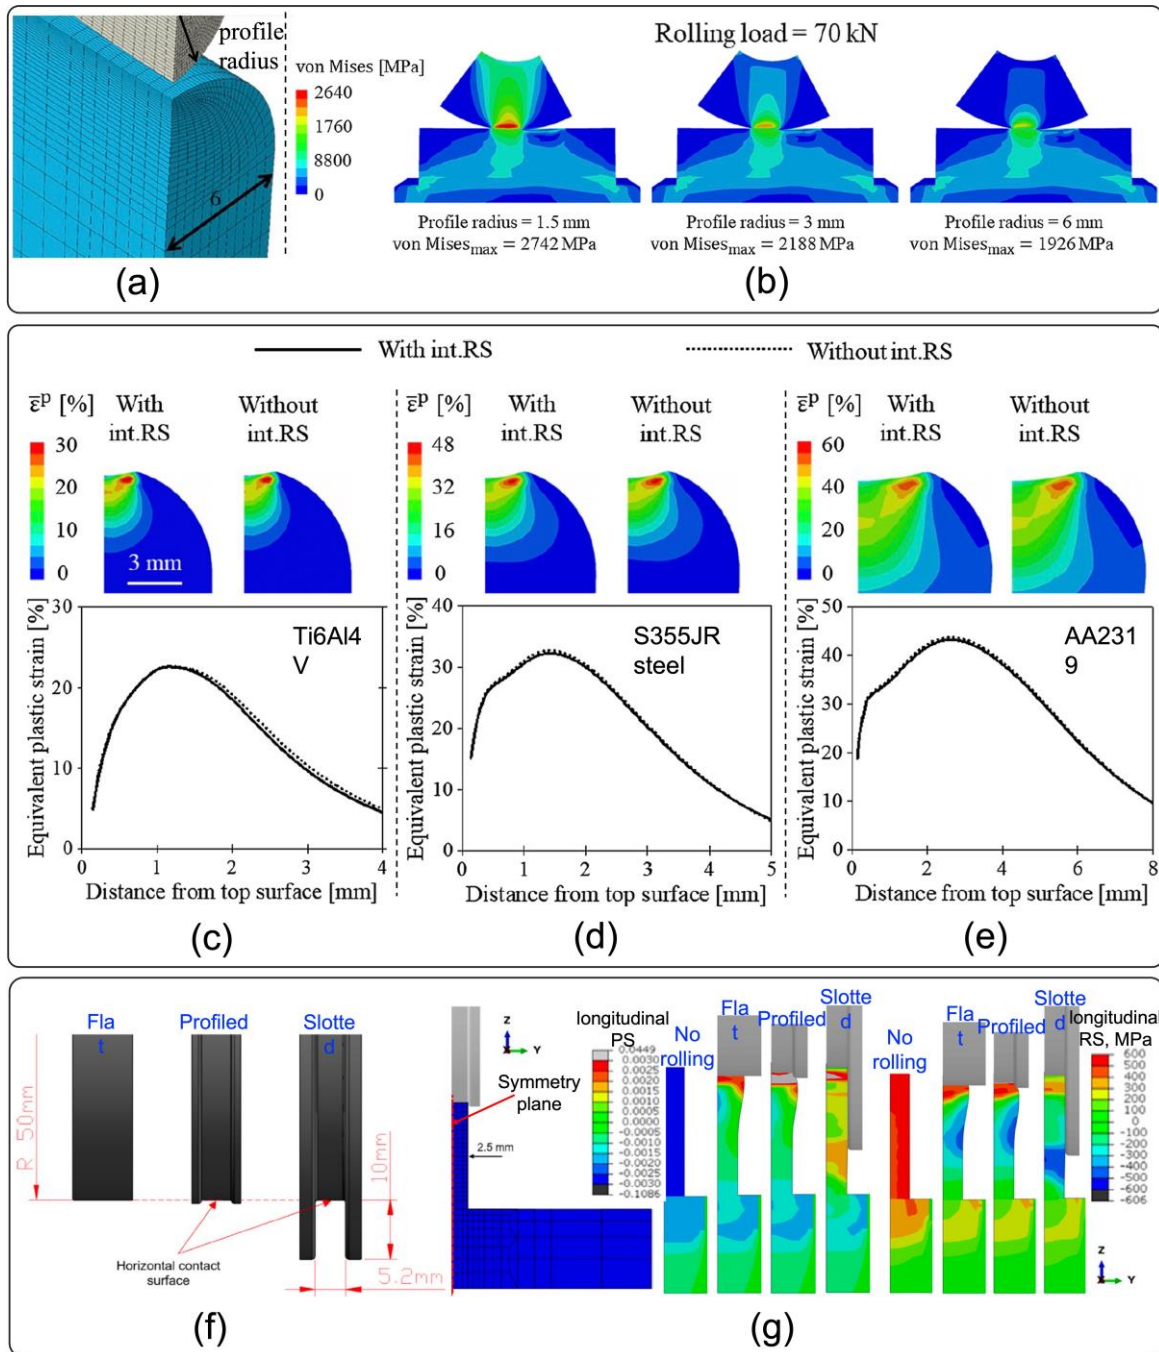 profile
radius
6
(a)
Rolling load = 70 kN
von Mises [MPa]
2640
1760
8800
0
Profile radius = 1.5 mm
von Mises_max = 2742 MPa
Profile radius = 3 mm
von Mises_max = 2188 MPa
Profile radius = 6 mm
von Mises_max = 1926 MPa
(b)
With int.RS
Without int.RS
ε̅ᵖ [%]
With
int.RS
Without
int.RS
30
20
10
0
3 mm
Equivalent plastic strain [%]
30
20
10
0
Ti6Al4
V
0 1 2 3 4
Distance from top surface [mm]
(c)
ε̅ᵖ [%]
With
int.RS
Without
int.RS
48
32
16
0
Equivalent plastic strain [%]
40
30
20
10
0
S355JR
steel
0 1 2 3 4 5
Distance from top surface [mm]
(d)
ε̅ᵖ [%]
With
int.RS
Without
int.RS
60
40
20
0
Equivalent plastic strain [%]
50
40
30
20
10
0
AA231
9
0 2 4 6 8
Distance from top surface [mm]
(e)
Fla
t
Profiled
Slotte
d
R 50mm
10mm
5.2mm
Horizontal contact
surface
(f)
Z
X
Y
Symmetry
plane
2.5 mm
longitudinal
PS
0.0449
0.0030
0.0025
0.0020
0.0015
0.0010
0.0005
0.0000
-0.0005
-0.0010
-0.0015
-0.0020
-0.0025
-0.0030
-0.1086
No
rolling
Fla
t
Profiled
Slotte
d
No
rolling
Fla
t
Profiled
Slotte
d
longitudinal
RS, MPa
600
500
400
300
200
100
0
-100
-200
-300
-400
-500
-600
-606
Z
X
Y
(g)